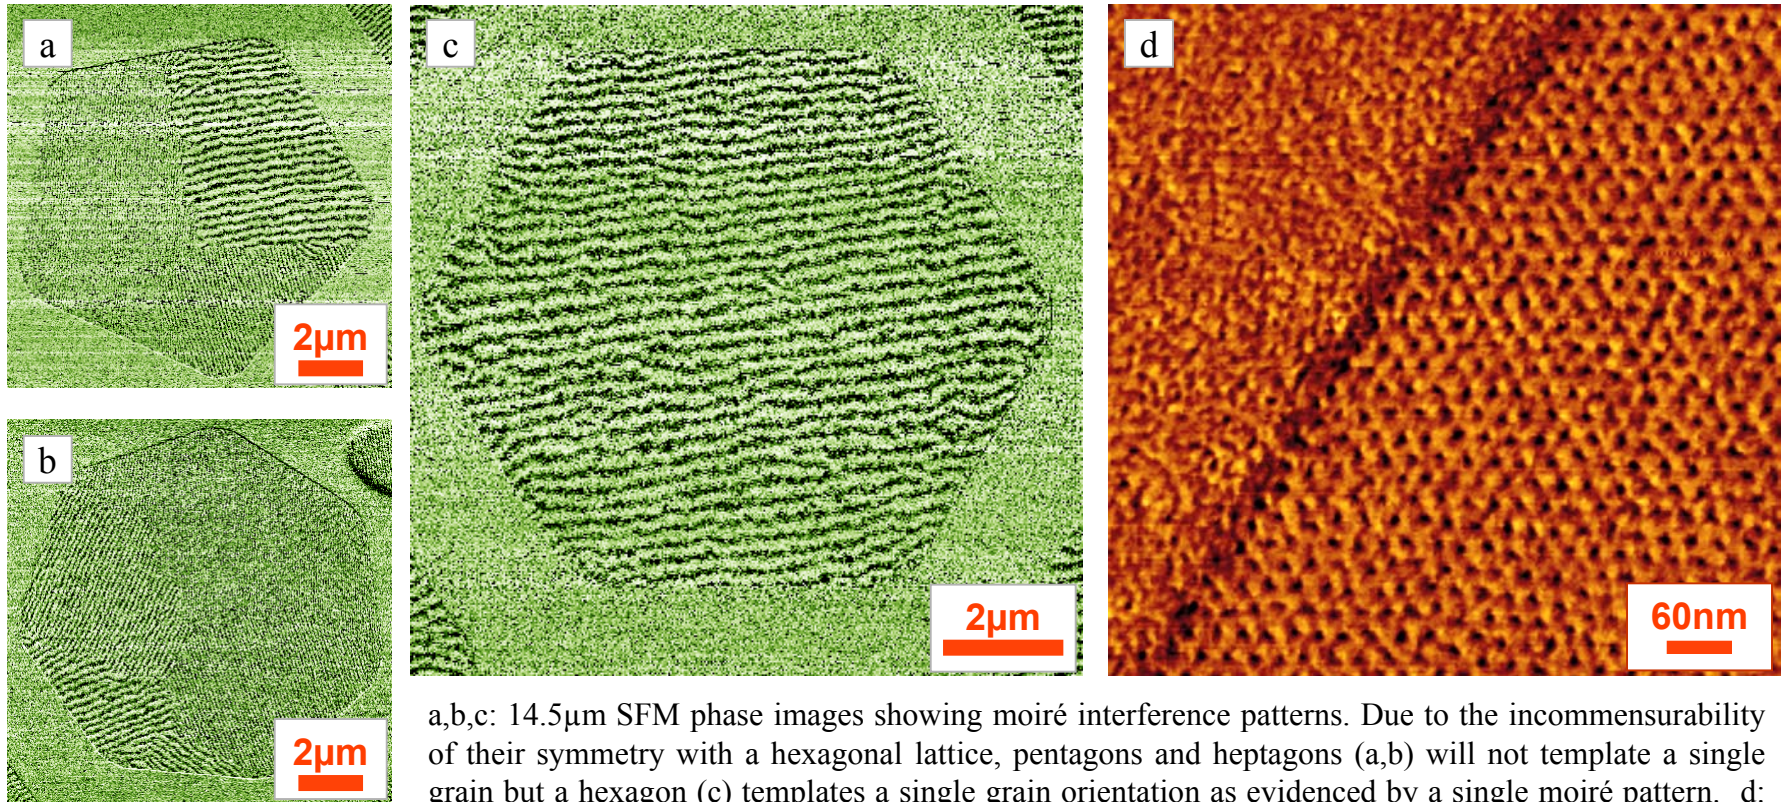 a
2µm
b
2µm
c
2µm
d
60nm
a,b,c: 14.5µm SFM phase images showing moiré interference patterns. Due to the incommensurability
of their symmetry with a hexagonal lattice, pentagons and heptagons (a,b) will not template a single
grain but a hexagon (c) templates a single grain orientation as evidenced by a single moiré pattern. d: